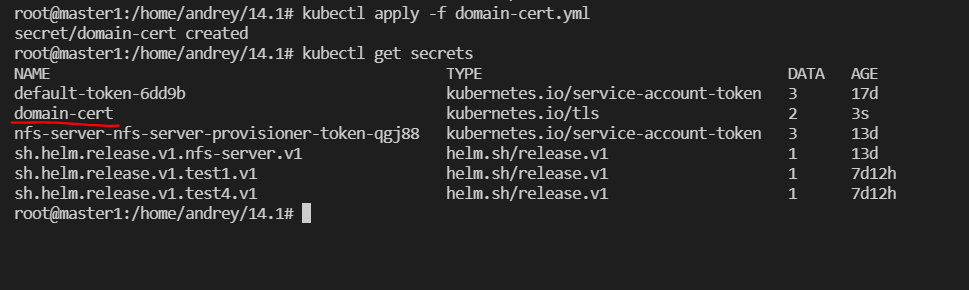 root@master1:/home/andrey/14.1# kubectl apply -f domain-cert.yml
secret/domain-cert created
root@master1:/home/andrey/14.1# kubectl get secrets
NAME TYPE DATA AGE
default-token-6dd9b kubernetes.io/service-account-token 3 17d
domain-cert kubernetes.io/tls 2 3s
nfs-server-nfs-server-provisioner-token-qgj88 kubernetes.io/service-account-token 3 13d
sh.helm.release.v1.nfs-server.v1 helm.sh/release.v1 1 13d
sh.helm.release.v1.test1.v1 helm.sh/release.v1 1 7d12h
sh.helm.release.v1.test4.v1 helm.sh/release.v1 1 7d12h
root@master1:/home/andrey/14.1#